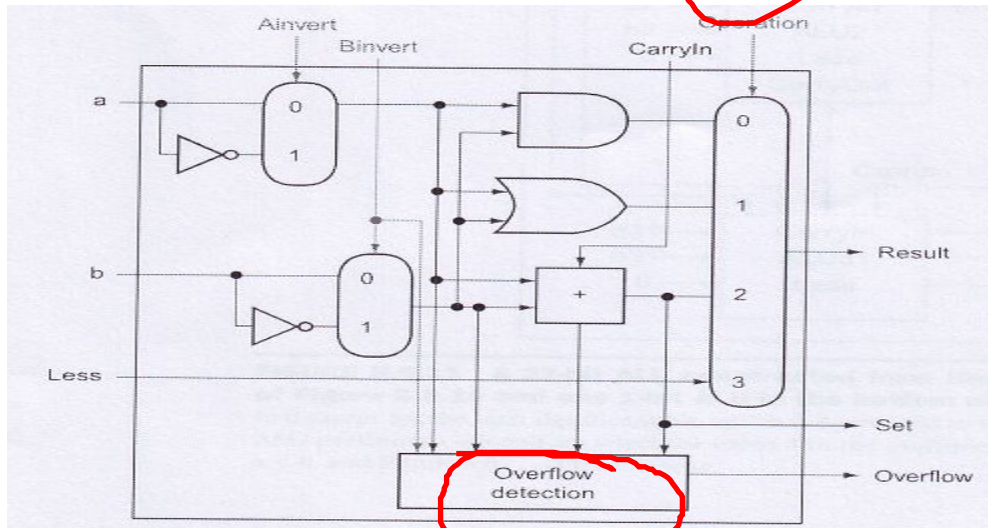 Operation
Ainvert
Binvert
CarryIn
a
0
1
0
1
b
0
1
+
2
Result
Less
3
Set
Overflow
detection
Overflow